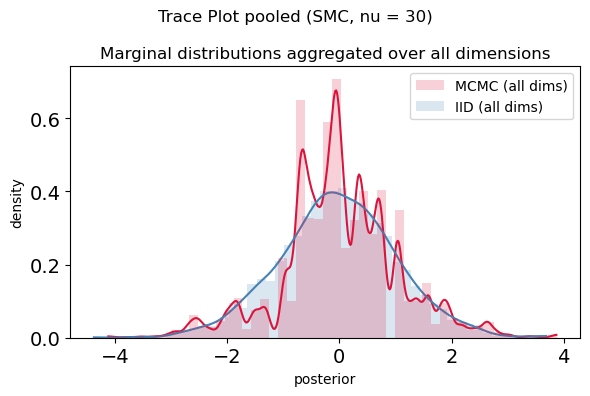 Trace Plot pooled (SMC, nu = 30)
Marginal distributions aggregated over all dimensions
MCMC (all dims)
IID (all dims)
density
0.6
0.4
0.2
0.0
−4
−2
0
2
4
posterior